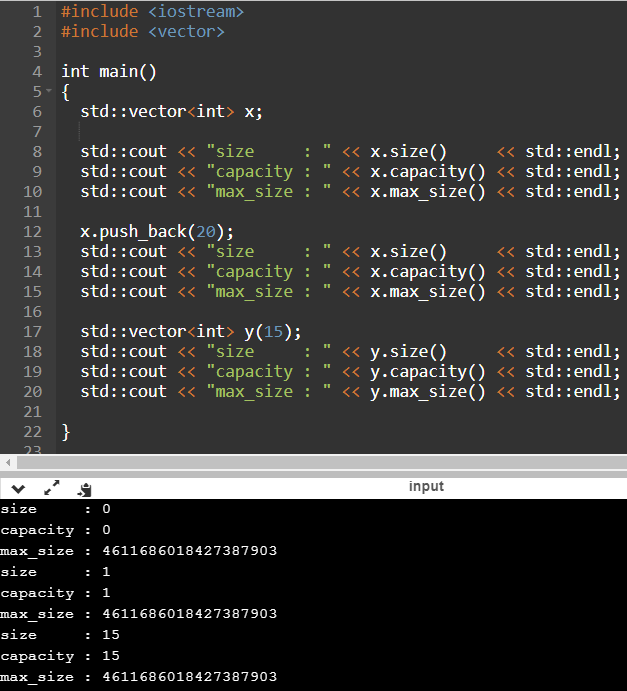 1 #include <iostream>
2 #include <vector>
3
4 int main()
5 {
6   std::vector<int> x;
7
8   std::cout << "size     : " << x.size()     << std::endl;
9   std::cout << "capacity : " << x.capacity() << std::endl;
10   std::cout << "max_size : " << x.max_size() << std::endl;
11
12   x.push_back(20);
13   std::cout << "size     : " << x.size()     << std::endl;
14   std::cout << "capacity : " << x.capacity() << std::endl;
15   std::cout << "max_size : " << x.max_size() << std::endl;
16
17   std::vector<int> y(15);
18   std::cout << "size     : " << y.size()     << std::endl;
19   std::cout << "capacity : " << y.capacity() << std::endl;
20   std::cout << "max_size : " << y.max_size() << std::endl;
21
22 }
23
input
size     : 0
capacity : 0
max_size : 4611686018427387903
size     : 1
capacity : 1
max_size : 4611686018427387903
size     : 15
capacity : 15
max_size : 4611686018427387903